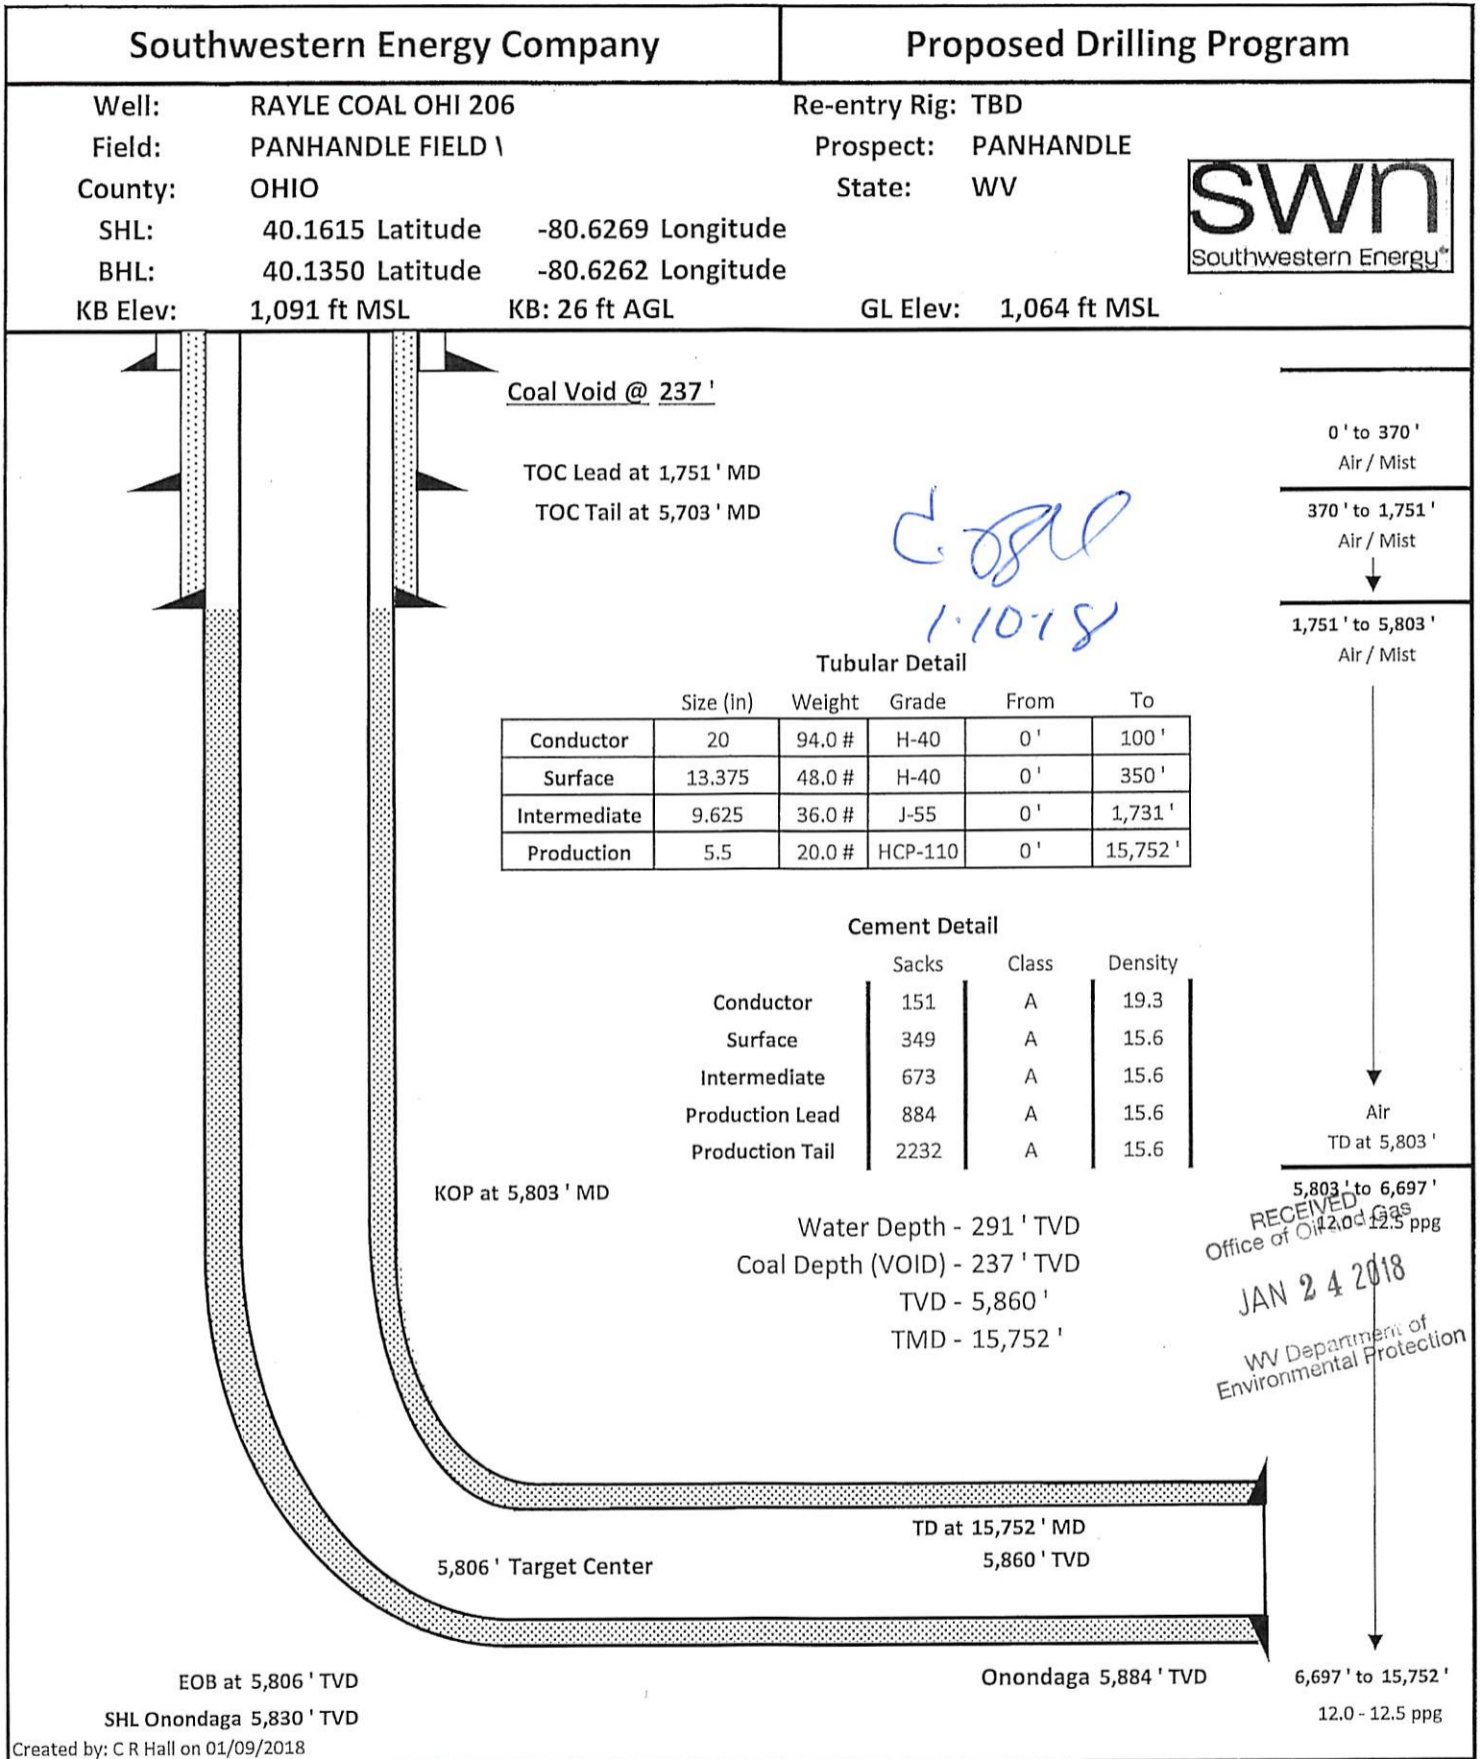 Southwestern Energy Company
Proposed Drilling Program
Well: RAYLE COAL OHI 206 Re-entry Rig: TBD
Field: PANHANDLE FIELD \ Prospect: PANHANDLE
County: OHIO State: WV
SHL: 40.1615 Latitude -80.6269 Longitude
BHL: 40.1350 Latitude -80.6262 Longitude
KB Elev: 1,091 ft MSL KB: 26 ft AGL GL Elev: 1,064 ft MSL
swn
Southwestern Energy®
Coal Void @ 237 '
TOC Lead at 1,751 ' MD
TOC Tail at 5,703 ' MD
1-10-18
0 ' to 370 '
Air / Mist
370 ' to 1,751 '
Air / Mist
1,751 ' to 5,803 '
Air / Mist
Tubular Detail
Size (in) Weight Grade From To
Conductor 20 94.0 # H-40 0 ' 100 '
Surface 13.375 48.0 # H-40 0 ' 350 '
Intermediate 9.625 36.0 # J-55 0 ' 1,731 '
Production 5.5 20.0 # HCP-110 0 ' 15,752 '
Cement Detail
Sacks Class Density
Conductor 151 A 19.3
Surface 349 A 15.6
Intermediate 673 A 15.6
Production Lead 884 A 15.6
Production Tail 2232 A 15.6
Air
TD at 5,803 '
KOP at 5,803 ' MD
5,803 ' to 6,697 '
12.0 - 12.5 ppg
Water Depth - 291 ' TVD
Coal Depth (VOID) - 237 ' TVD
TVD - 5,860 '
TMD - 15,752 '
RECEIVED
Office of Oil and Gas
JAN 24 2018
WV Department of
Environmental Protection
TD at 15,752 ' MD
5,860 ' TVD
5,806 ' Target Center
EOB at 5,806 ' TVD
SHL Onondaga 5,830 ' TVD
Onondaga 5,884 ' TVD
6,697 ' to 15,752 '
12.0 - 12.5 ppg
Created by: C R Hall on 01/09/2018